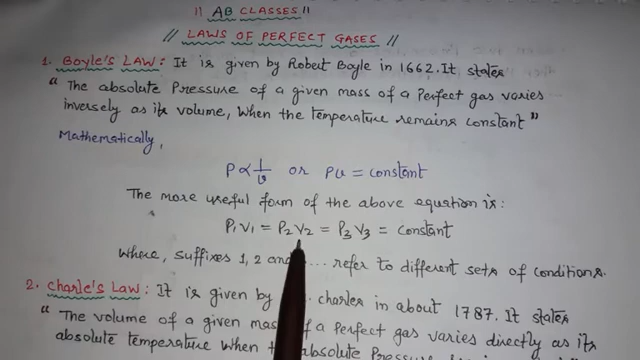 || AB CLASSES ||
// LAWS OF PERFECT GASES //
1. Boyle's LAW: It is given by Robert Boyle in 1662. It states
" The absolute Pressure of a given mass of a Perfect gas varies
inversely as its volume, When the temperature remains constant"
Mathematically,
P ∝ 1/v or Pv = constant
The more useful form of the above equation is:
P₁V₁ = P₂V₂ = P₃V₃ = constant
Where, suffixes 1, 2 and .... refer to different sets of conditions.
2. Charle's Law: It is given by charles in about 1787. It states
" The volume of a given mass of a perfect gas varies directly as its
absolute temperature when the absolute Pressure